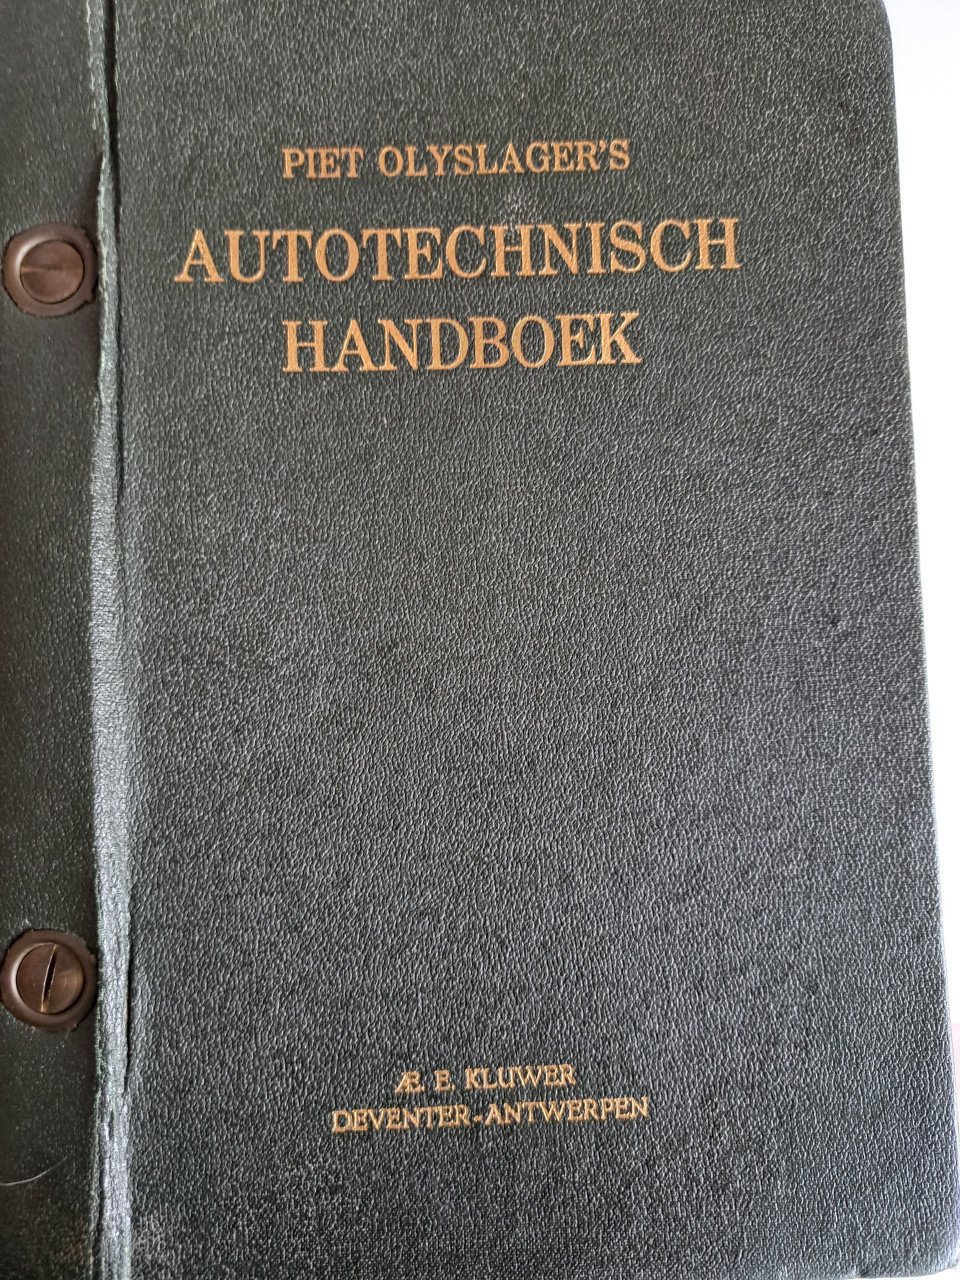 PIET OLYSLAGER'S
AUTOTECHNISCH
HANDBOEK
Æ. E. KLUWER
DEVENTER-ANTWERPEN